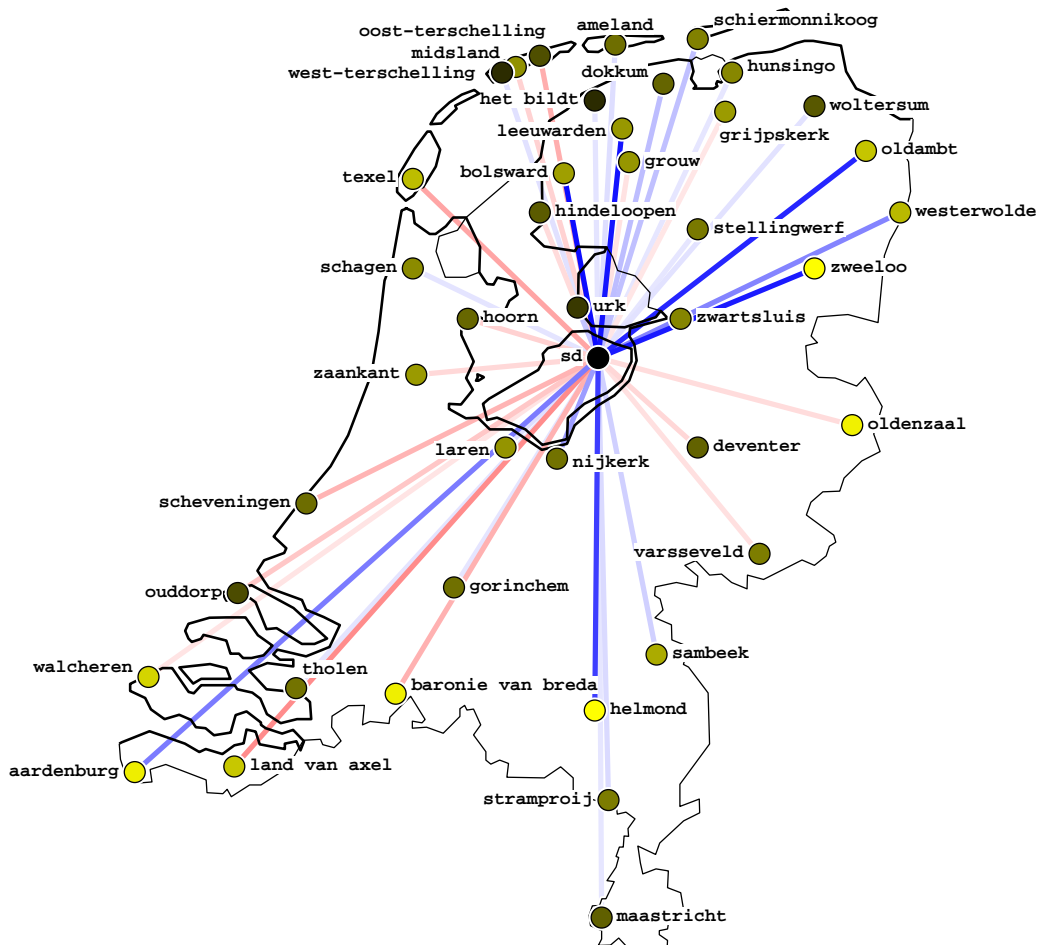 schiermonnikoog
ameland
oost-terschelling
midsland
hunsingo
west-terschelling
dokkum
het bildt
woltersum
leeuwarden
grijpskerk
oldambt
grouw
bolsward
texel
hindeloopen
westerwolde
stellingwerf
schagen
zweeloo
urk
hoorn
zwartsluis
sd
zaankant
oldenzaal
laren
deventer
nijkerk
scheveningen
varsseveld
gorinchem
ouddorp
sambeek
walcheren
tholen
baronie van breda
helmond
land van axel
aardenburg
stramproij
maastricht